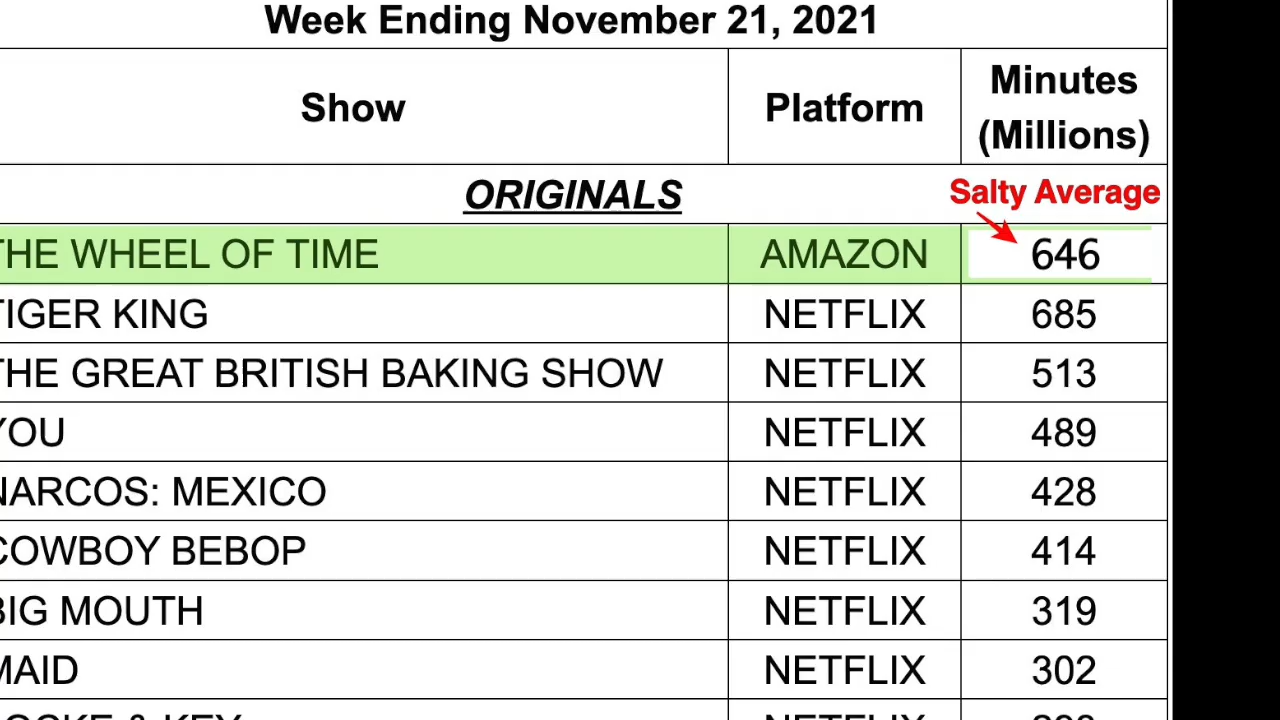 Week Ending November 21, 2021
Show Platform Minutes (Millions)
ORIGINALS Salty Average
THE WHEEL OF TIME AMAZON 646
TIGER KING NETFLIX 685
THE GREAT BRITISH BAKING SHOW NETFLIX 513
YOU NETFLIX 489
NARCOS: MEXICO NETFLIX 428
COWBOY BEBOP NETFLIX 414
BIG MOUTH NETFLIX 319
MAID NETFLIX 302
& KEY NETFLIX